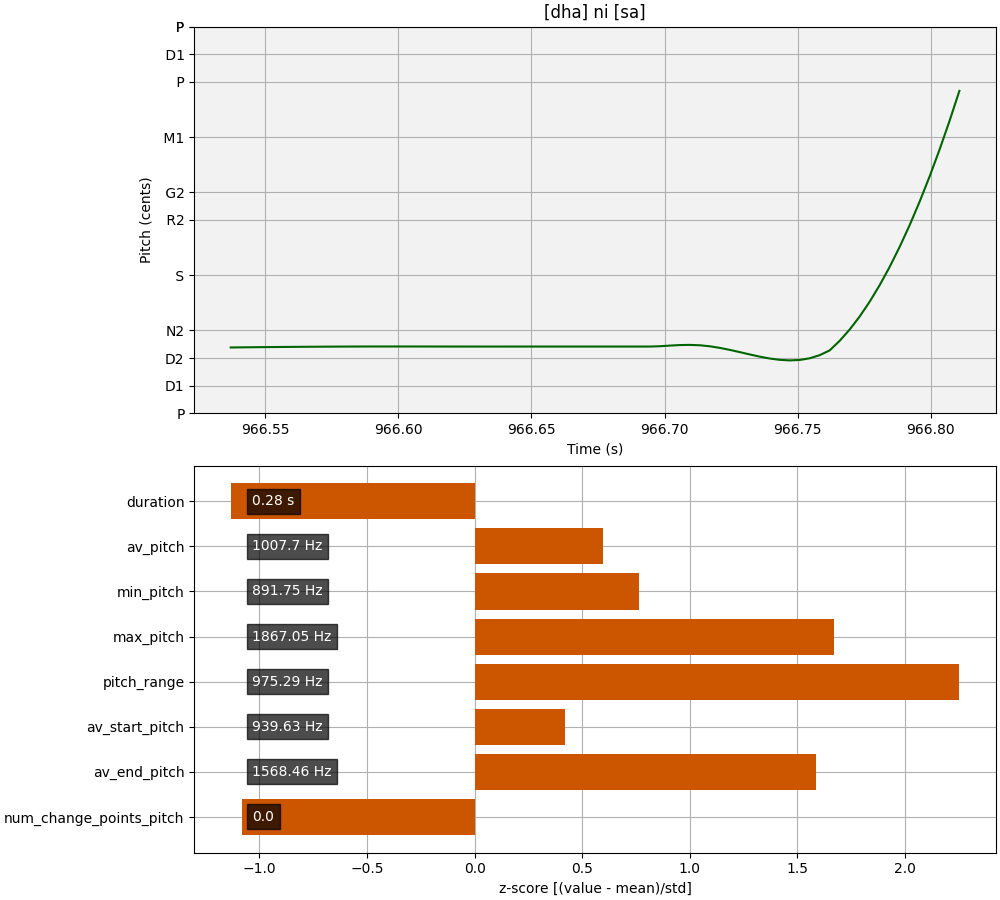 [dha] ni [sa]
P
D1
P
M1
G2
R2
S
N2
D2
D1
P
Pitch (cents)
966.55 966.60 966.65 966.70 966.75 966.80
Time (s)
duration 0.28 s
av_pitch 1007.7 Hz
min_pitch 891.75 Hz
max_pitch 1867.05 Hz
pitch_range 975.29 Hz
av_start_pitch 939.63 Hz
av_end_pitch 1568.46 Hz
num_change_points_pitch 0.0
−1.0 −0.5 0.0 0.5 1.0 1.5 2.0
z-score [(value - mean)/std]